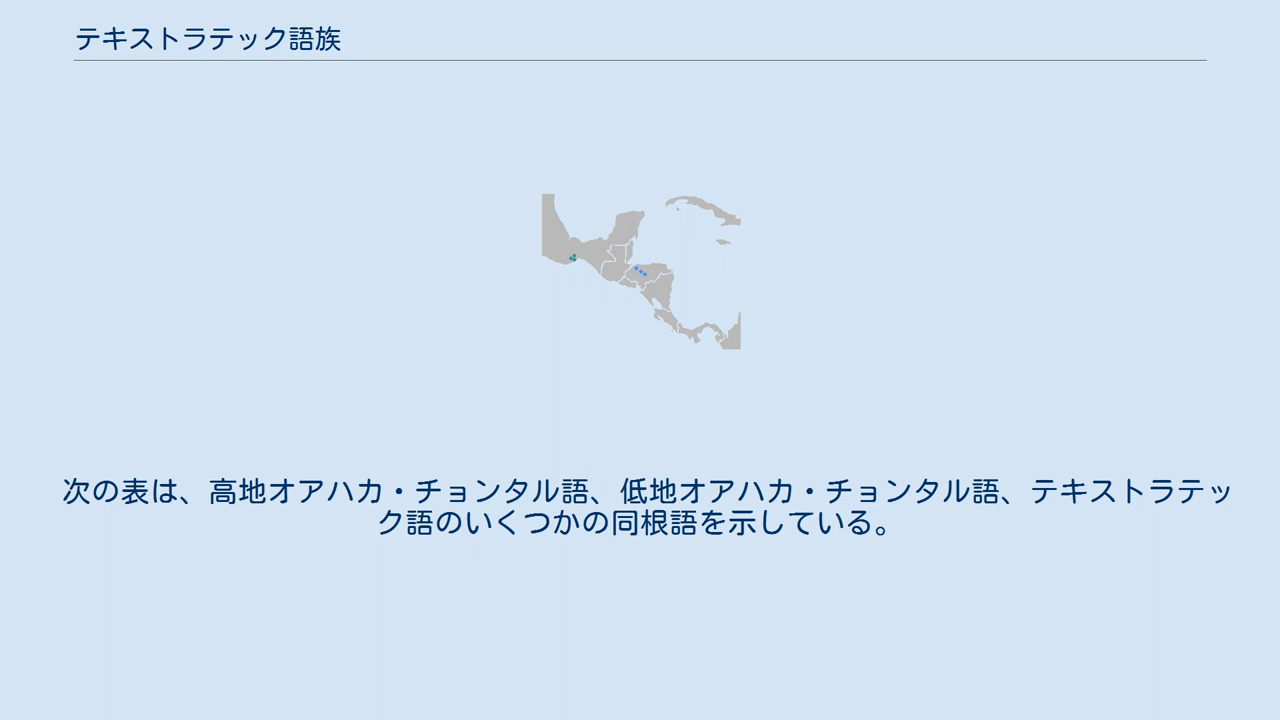 テキストラテック語族
次の表は、高地オアハカ・チョンタル語、低地オアハカ・チョンタル語、テキストラテッ
ク語のいくつかの同根語を示している。